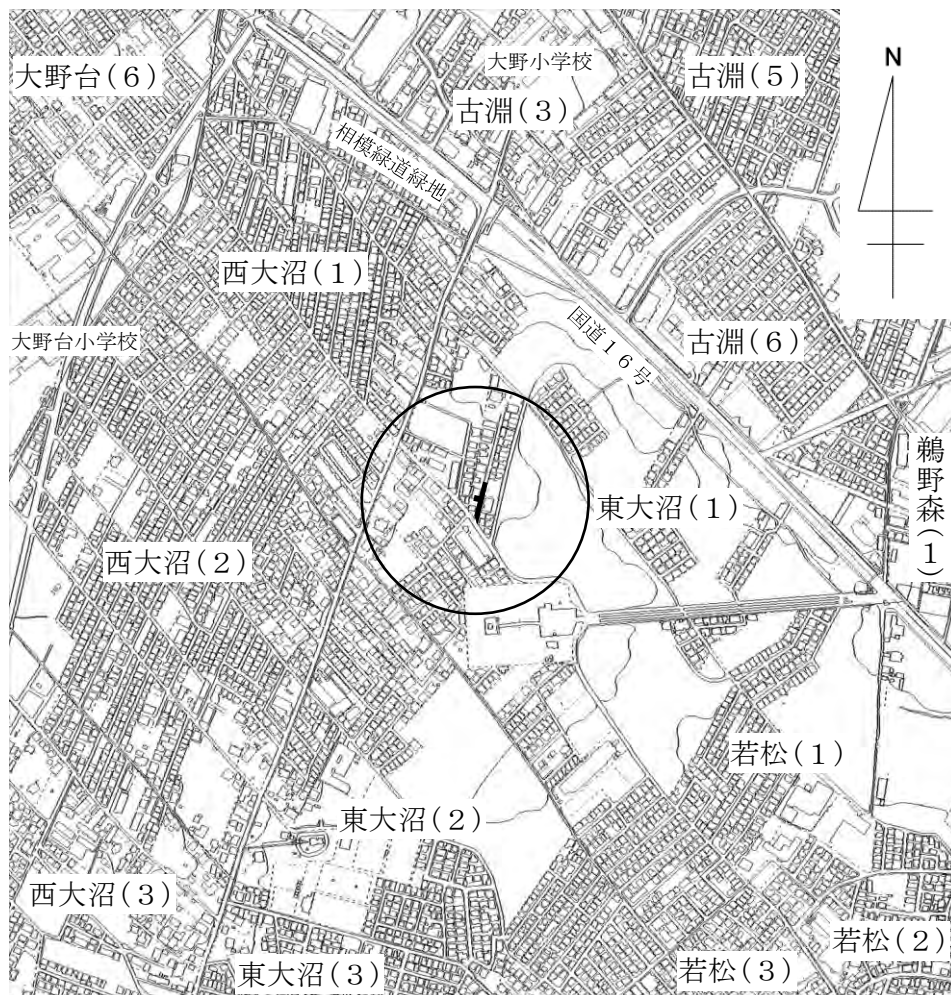 大野小学校
大野台(6)
古淵(5)
N
古淵(3)
相模緑道緑地
西大沼(1)
国道16号
大野台小学校
古淵(6)
鵜野森(1)
東大沼(1)
西大沼(2)
若松(1)
東大沼(2)
西大沼(3)
若松(2)
東大沼(3)
若松(3)